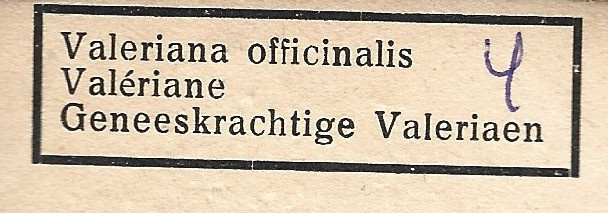 Valeriana officinalis
Valériane
Geneeskrachtige Valeriaen
4